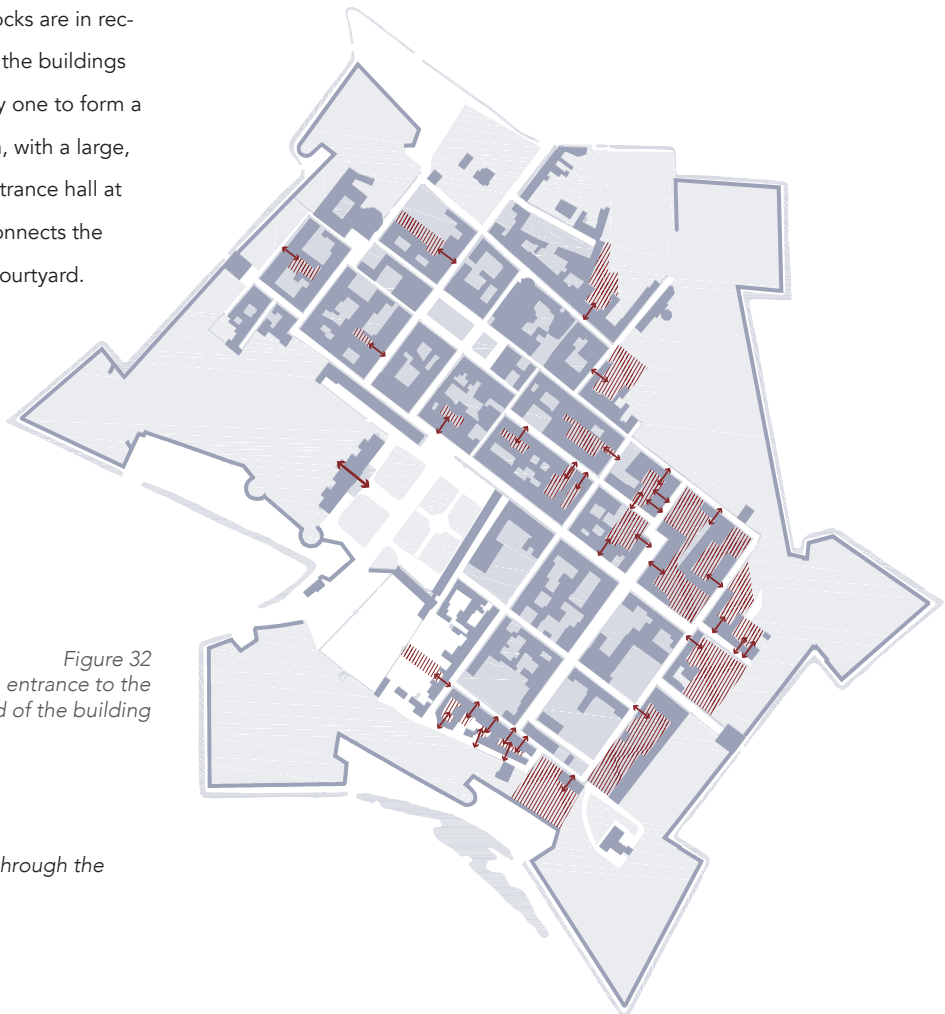 ocks are in rec-
the buildings
y one to form a
, with a large,
trance hall at
onnects the
ourtyard.
Figure 32
entrance to the
d of the building
hrough the